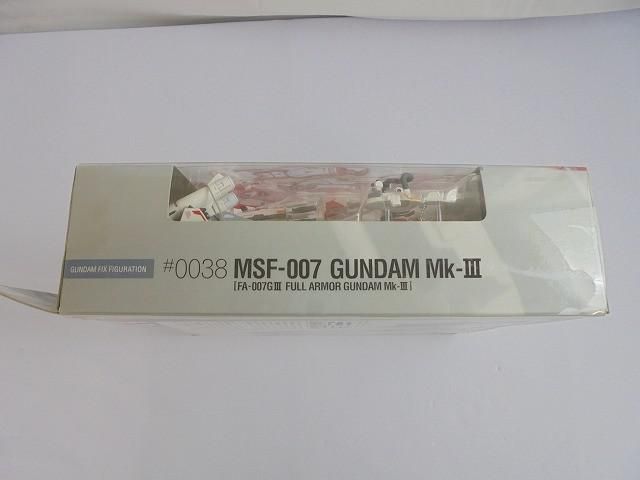 GUNDAM FIX FIGURATION
#0038 MSF-007 GUNDAM Mk-III
[FA-007GIII FULL ARMOR GUNDAM Mk-III]